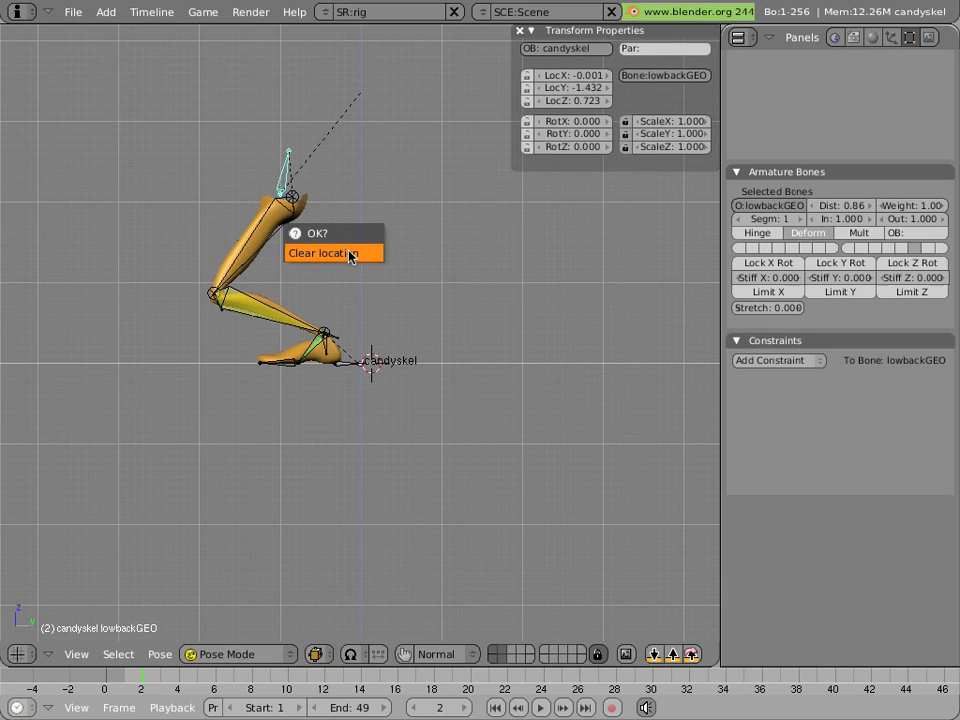 File Add Timeline Game Render Help SR:rig SCE:Scene www.blender.org 244 Bo:1-256 | Mem:12.26M candyskel
Transform Properties
OB: candyskel Par:
LocX: -0.001 Bone:lowbackGEO
LocY: -1.432
LocZ: 0.723
RotX: 0.000 ScaleX: 1.000
RotY: 0.000 ScaleY: 1.000
RotZ: 0.000 ScaleZ: 1.000
Panels
Armature Bones
Selected Bones
O:lowbackGEO Dist: 0.86 Weight: 1.00
Segm: 1 In: 1.000 Out: 1.000
Hinge Deform Mult OB:
Lock X Rot Lock Y Rot Lock Z Rot
Stiff X: 0.000 Stiff Y: 0.000 Stiff Z: 0.000
Limit X Limit Y Limit Z
Stretch: 0.000
Constraints
Add Constraint To Bone: lowbackGEO
OK?
Clear location
candyskel
z
y
(2) candyskel lowbackGEO
View Select Pose Pose Mode Normal
-4 -2 0 2 4 6 8 10 12 14 16 18 20 22 24 26 28 30 32 34 34 36 38 40 42 44 46
View Frame Playback Pr Start: 1 End: 49 2